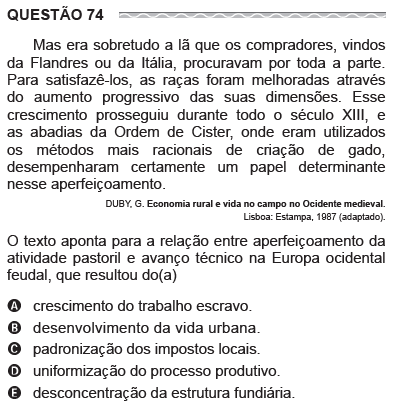 QUESTÃO 74
Mas era sobretudo a lã que os compradores, vindos
da Flandres ou da Itália, procuravam por toda a parte.
Para satisfazê-los, as raças foram melhoradas através
do aumento progressivo das suas dimensões. Esse
crescimento prosseguiu durante todo o século XIII, e
as abadias da Ordem de Cister, onde eram utilizados
os métodos mais racionais de criação de gado,
desempenharam certamente um papel determinante
nesse aperfeiçoamento.
DUBY, G. Economia rural e vida no campo no Ocidente medieval.
Lisboa: Estampa, 1987 (adaptado).
O texto aponta para a relação entre aperfeiçoamento da
atividade pastoril e avanço técnico na Europa ocidental
feudal, que resultou do(a)
A crescimento do trabalho escravo.
B desenvolvimento da vida urbana.
C padronização dos impostos locais.
D uniformização do processo produtivo.
E desconcentração da estrutura fundiária.